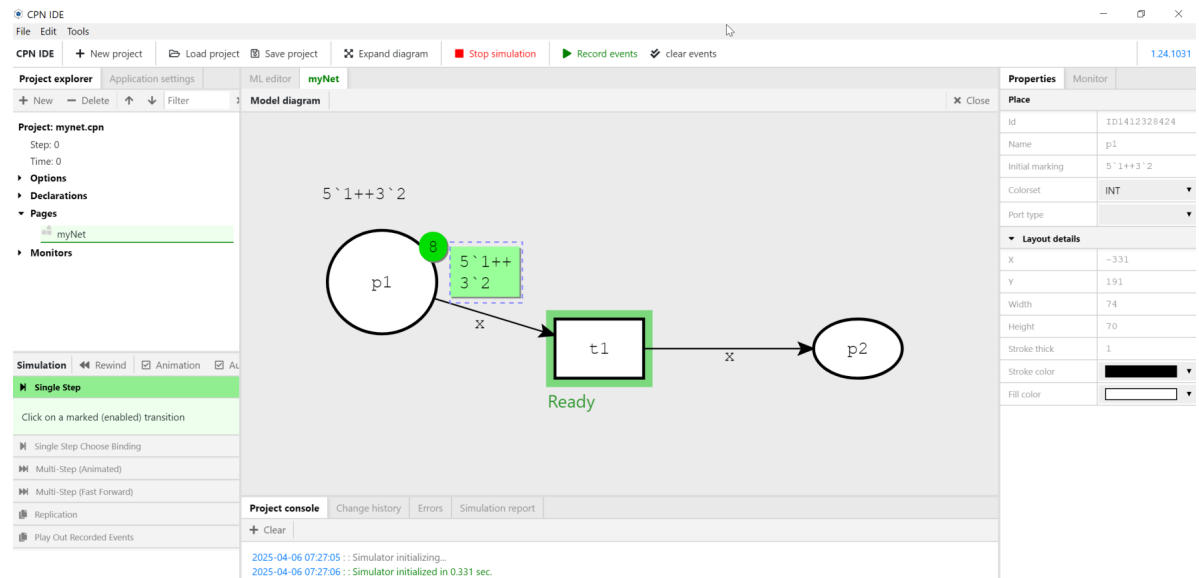 CPN IDE
File Edit Tools
CPN IDE + New project Load project Save project Expand diagram Stop simulation Record events clear events 1.24.1031
Project explorer Application settings ML editor myNet Properties Monitor
+ New − Delete ↑ ↓ Filter Model diagram × Close Place
Project: mynet.cpn
Step: 0
Time: 0
Options
Declarations
Pages
myNet
Monitors
Simulation Rewind Animation Au
Single Step
Click on a marked (enabled) transition
Single Step Choose Binding
Multi-Step (Animated)
Multi-Step (Fast Forward)
Replication
Play Out Recorded Events
5`1++3`2
8
5`1++
3`2
p1
x
t1
x
p2
Ready
Id ID1412328424
Name p1
Initial marking 5`1++3`2
Colorset INT
Port type
Layout details
X -331
Y 191
Width 74
Height 70
Stroke thick 1
Stroke color
Fill color
Project console Change history Errors Simulation report
+ Clear
2025-04-06 07:27:05 : : Simulator initializing...
2025-04-06 07:27:06 : : Simulator initialized in 0.331 sec.